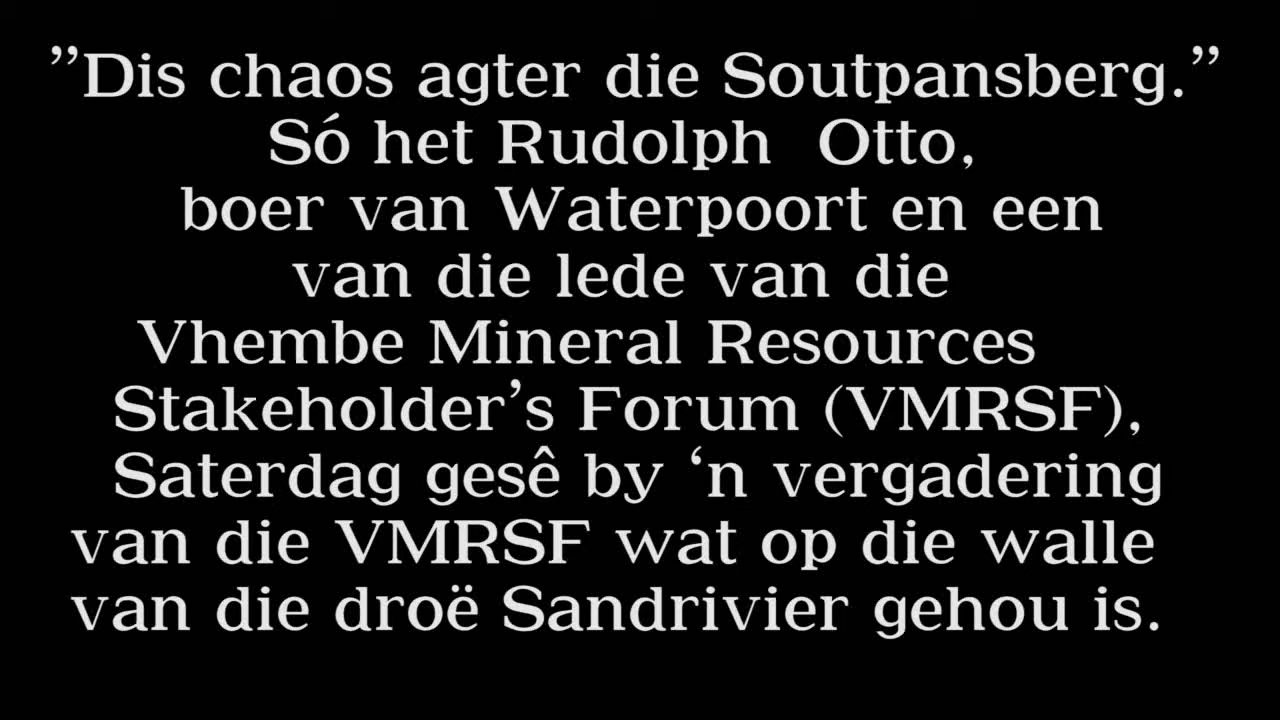 ”Dis chaos agter die Soutpansberg.”
Só het Rudolph  Otto,
boer van Waterpoort en een
van die lede van die
Vhembe Mineral Resources
Stakeholder’s Forum (VMRSF),
Saterdag gesê by ‘n vergadering
van die VMRSF wat op die walle
van die droë Sandrivier gehou is.